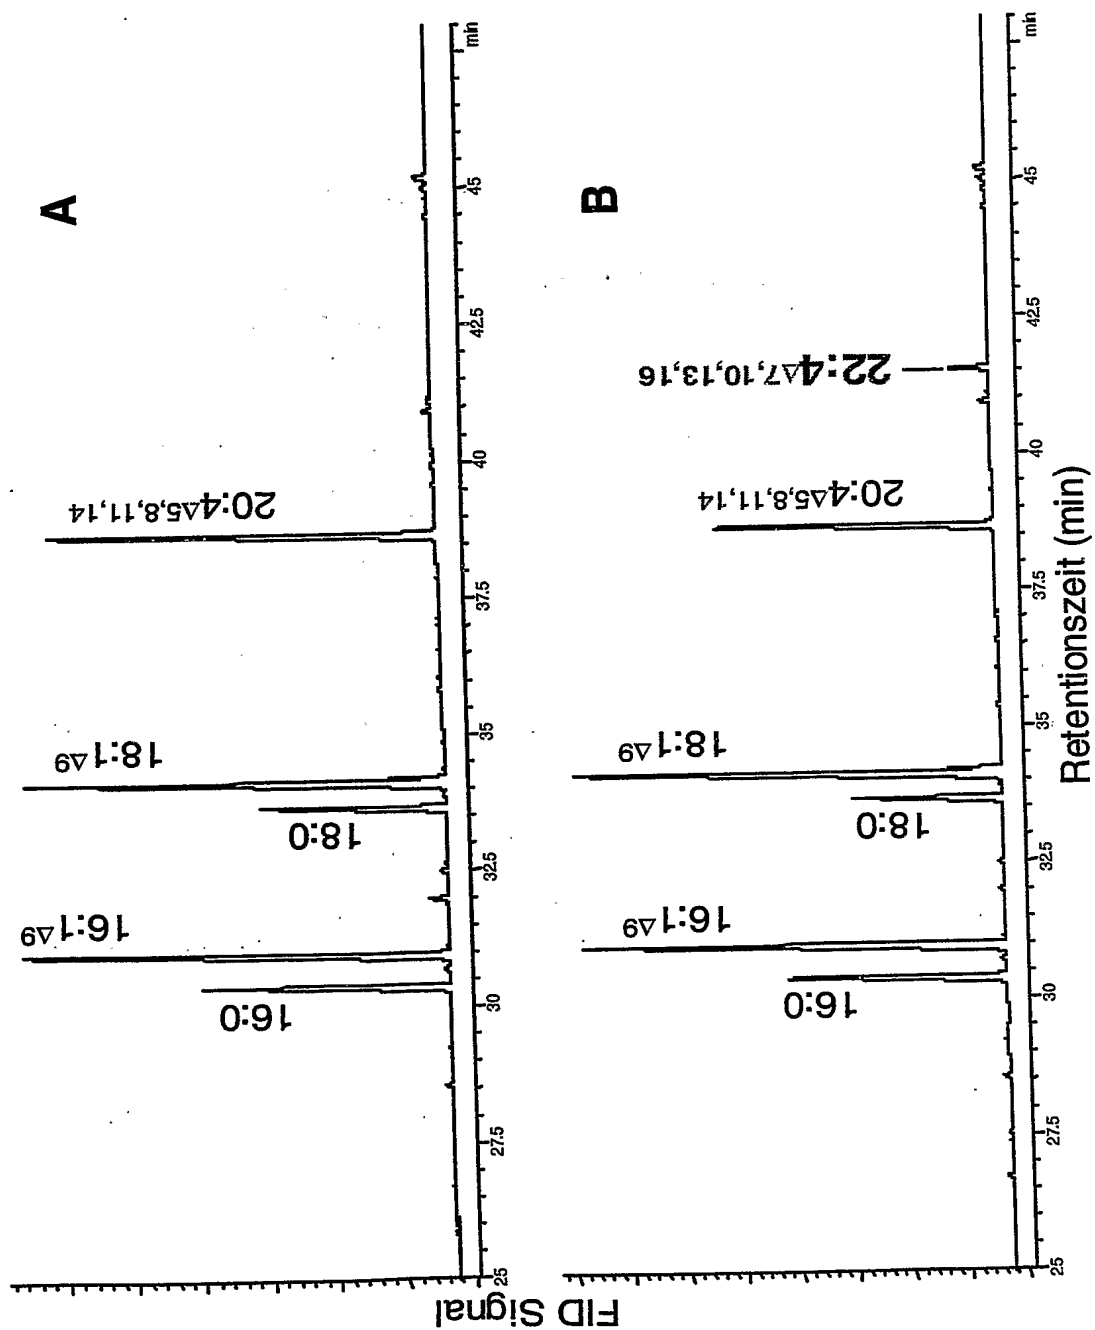 A
16:0
16:1Δ9
18:0
18:1Δ9
20:4Δ5,8,11,14
25
27.5
30
32.5
35
37.5
40
42.5
45
min
B
16:0
16:1Δ9
18:0
18:1Δ9
20:4Δ5,8,11,14
22:4Δ7,10,13,16
25
27.5
30
32.5
35
37.5
40
42.5
45
min
FID Signal
Retentionszeit (min)